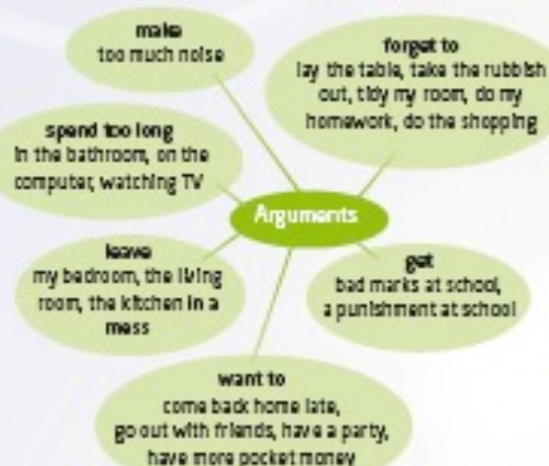 make
too much noise
forget to
lay the table, take the rubbish
out, tidy my room, do my
homework, do the shopping
spend too long
in the bathroom, on the
computer, watching TV
Arguments
leave
my bedroom, the living
room, the kitchen in a
mess
get
bad marks at school,
a punishment at school
want to
come back home late,
go out with friends, have a party,
have more pocket money